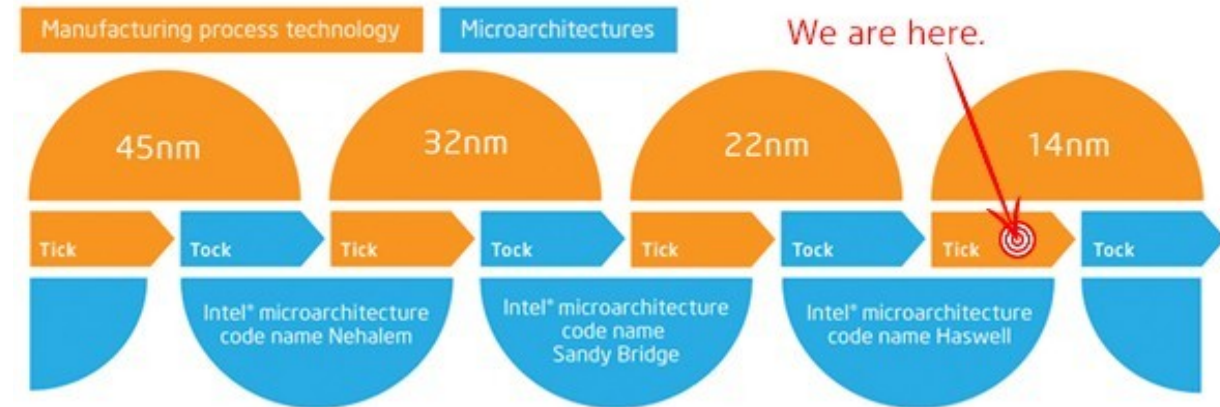 Manufacturing process technology
Microarchitectures
We are here.
45nm
32nm
22nm
14nm
Tick
Tock
Tick
Tock
Tick
Tock
Tick
Tock
Intel® microarchitecture
code name Nehalem
Intel® microarchitecture
code name
Sandy Bridge
Intel® microarchitecture
code name Haswell